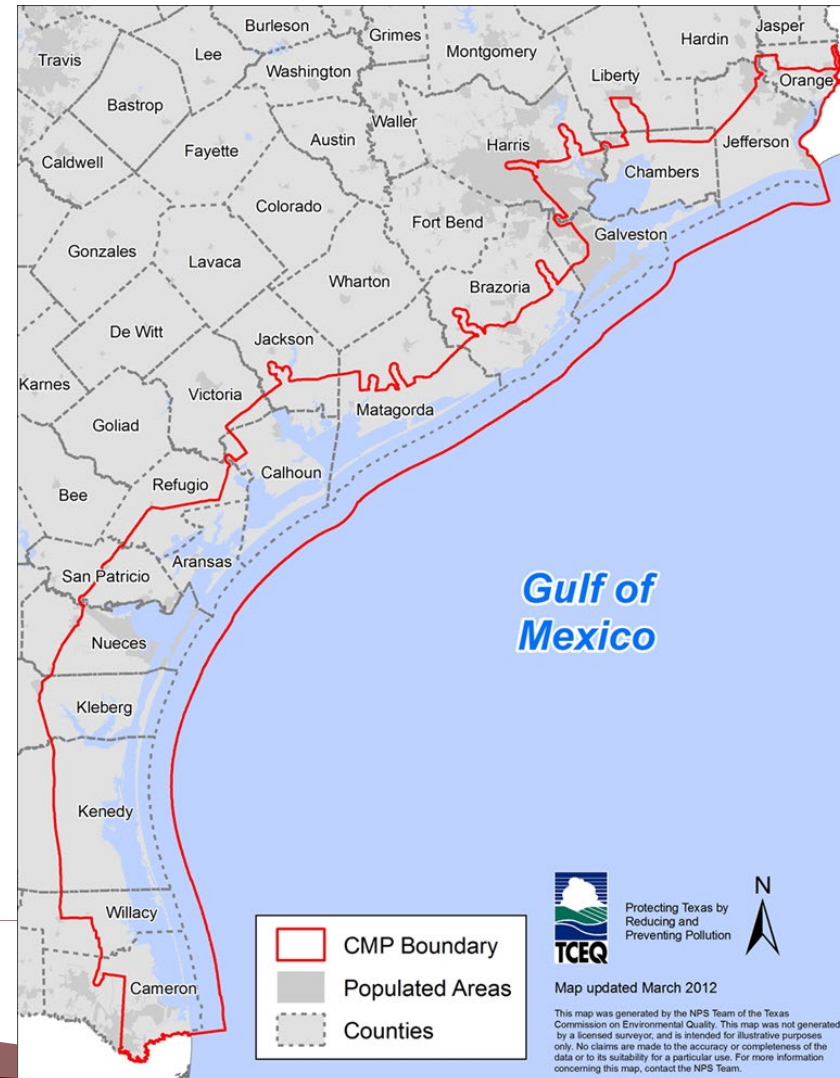 Burleson
Grimes
Jasper
Hardin
Travis
Lee
Montgomery
Washington
Liberty
Orange
Bastrop
Waller
Austin
Harris
Jefferson
Fayette
Caldwell
Chambers
Colorado
Fort Bend
Galveston
Gonzales
Lavaca
Wharton
Brazoria
De Witt
Jackson
Karnes
Victoria
Matagorda
Goliad
Calhoun
Refugio
Bee
Aransas
San Patricio
Gulf of
Mexico
Nueces
Kleberg
Kenedy
Willacy
Cameron
CMP Boundary
Populated Areas
Counties
TCEQ
Protecting Texas by
Reducing and
Preventing Pollution
N
Map updated March 2012
This map was generated by the NPS Team of the Texas
Commission on Environmental Quality. This map was not generated
by a licensed surveyor, and is intended for illustrative purposes
only. No claims are made to the accuracy or completeness of the
data or to its suitability for a particular use. For more information
concerning this map, contact the NPS Team.